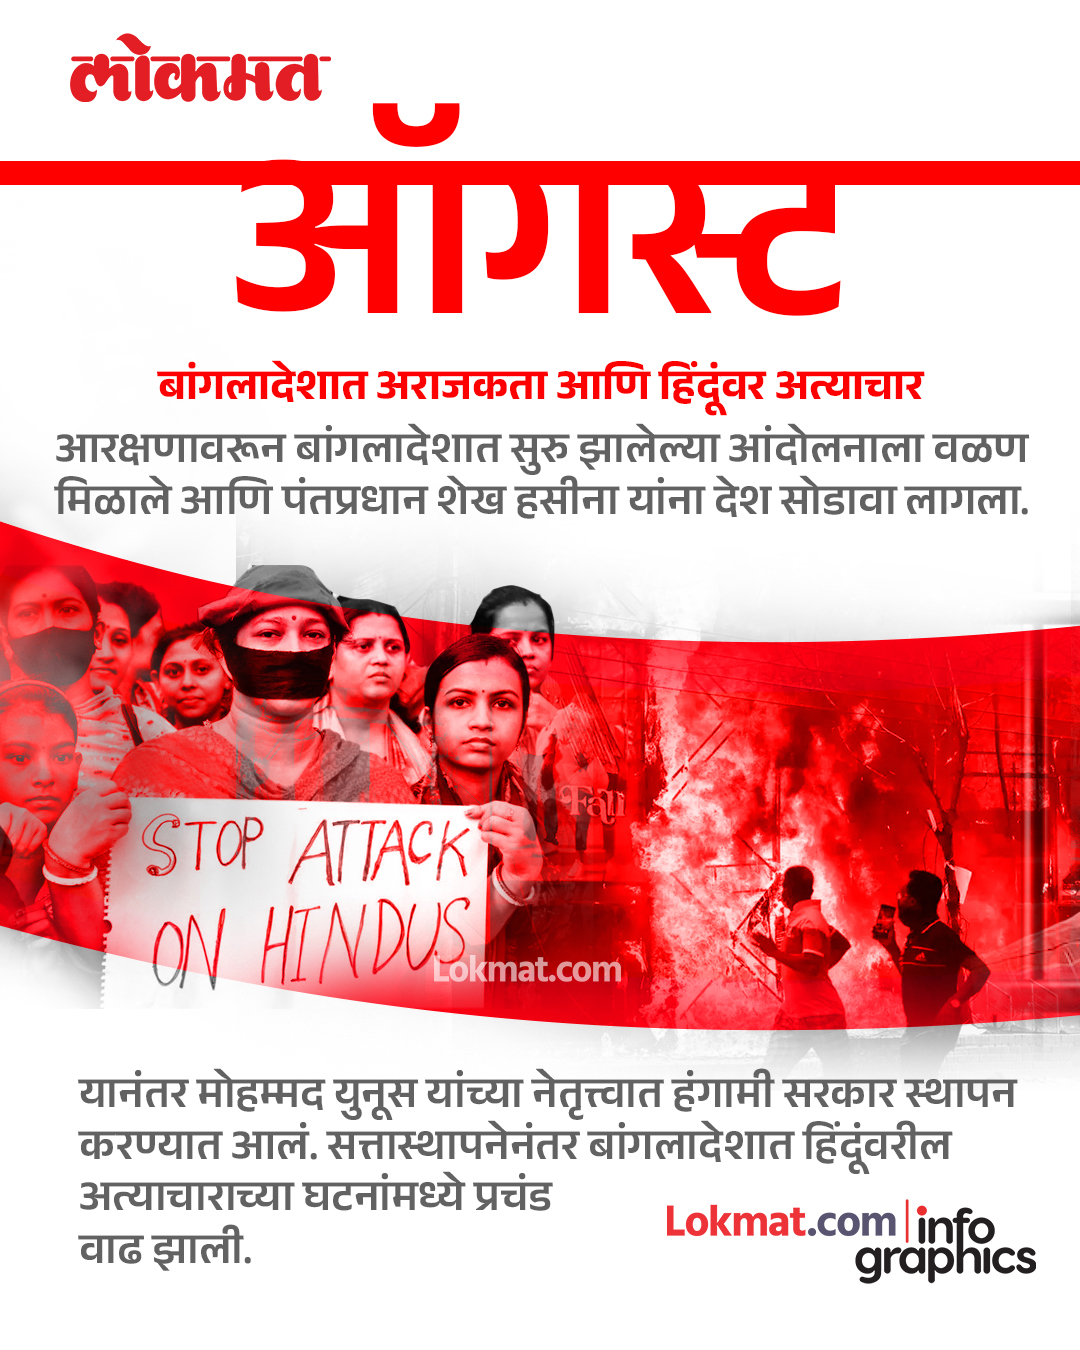 लोकमत
ऑगस्ट
बांगलादेशात अराजकता आणि हिंदूंवर अत्याचार
आरक्षणावरून बांगलादेशात सुरु झालेल्या आंदोलनाला वळण
मिळाले आणि पंतप्रधान शेख हसीना यांना देश सोडावा लागला.
STOP ATTACK
ON HINDUS
Lokmat.com
यानंतर मोहम्मद युनूस यांच्या नेतृत्त्वात हंगामी सरकार स्थापन
करण्यात आलं. सत्तास्थापनेनंतर बांगलादेशात हिंदूंवरील
अत्याचाराच्या घटनांमध्ये प्रचंड
वाढ झाली.
Lokmat.com info
graphics